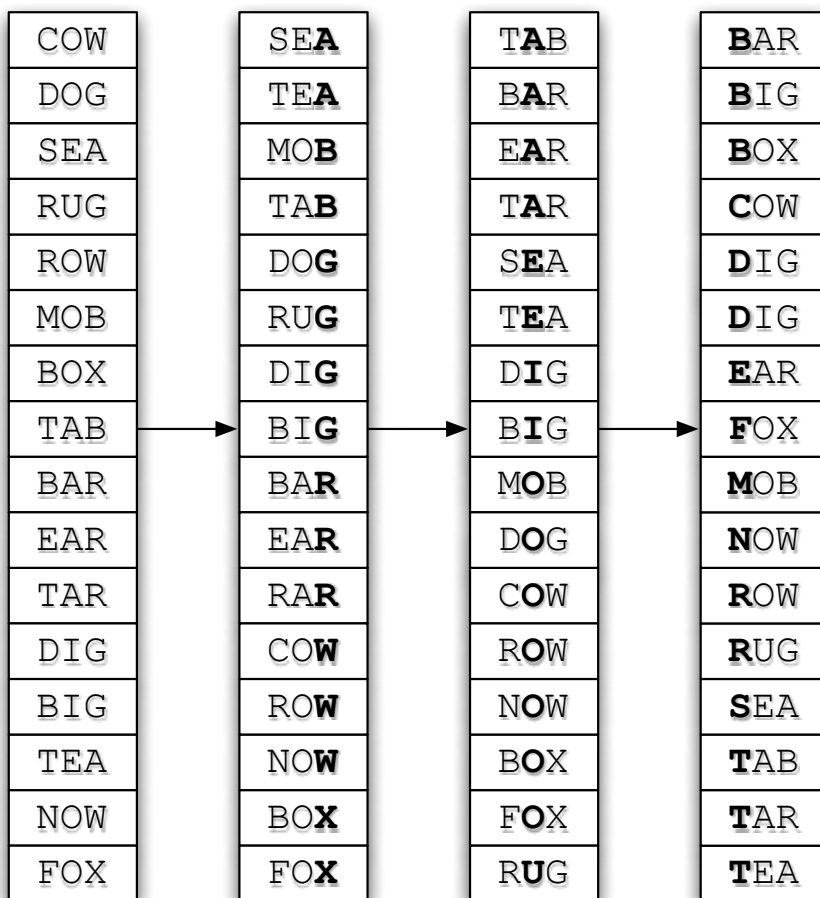 COW SEA TAB BAR
DOG TEA BAR BIG
SEA MOB EAR BOX
RUG TAB TAR COW
ROW DOG SEA DIG
MOB RUG TEA DIG
BOX DIG DIG EAR
TAB BIG BIG FOX
BAR BAR MOB MOB
EAR EAR DOG NOW
TAR RAR COW ROW
DIG COW ROW RUG
BIG ROW NOW SEA
TEA NOW BOX TAB
NOW BOX FOX TAR
FOX FOX RUG TEA